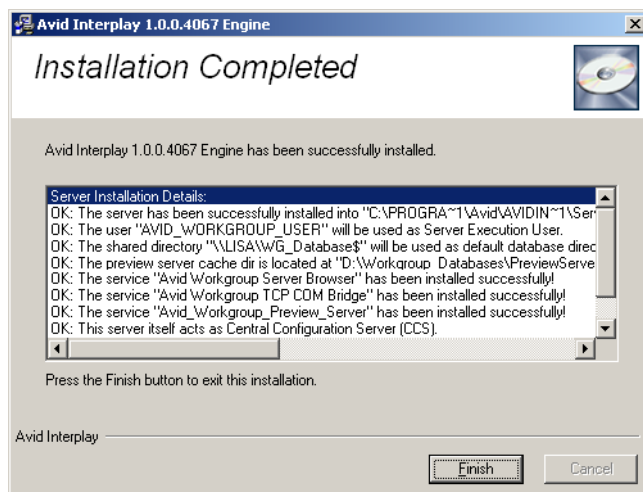 Avid Interplay 1.0.0.4067 Engine
Installation Completed
Avid Interplay 1.0.0.4067 Engine has been successfully installed.
Server Installation Details:
OK: The server has been successfully installed into "C:\PROGRA~1\Avid\AVIDIN~1\Ser
OK: The user "AVID_WORKGROUP_USER" will be used as Server Execution User.
OK: The shared directory "\\LISA\WG_Database$" will be used as default database direc
OK: The preview server cache dir is located at "D:\Workgroup_Databases\PreviewServe
OK: The service "Avid Workgroup Server Browser" has been installed successfully!
OK: The service "Avid Workgroup TCP COM Bridge" has been installed successfully!
OK: The service "Avid_Workgroup_Preview_Server" has been installed successfully!
OK: This server itself acts as Central Configuration Server (CCS).
Press the Finish button to exit this installation.
Avid Interplay
Finish
Cancel